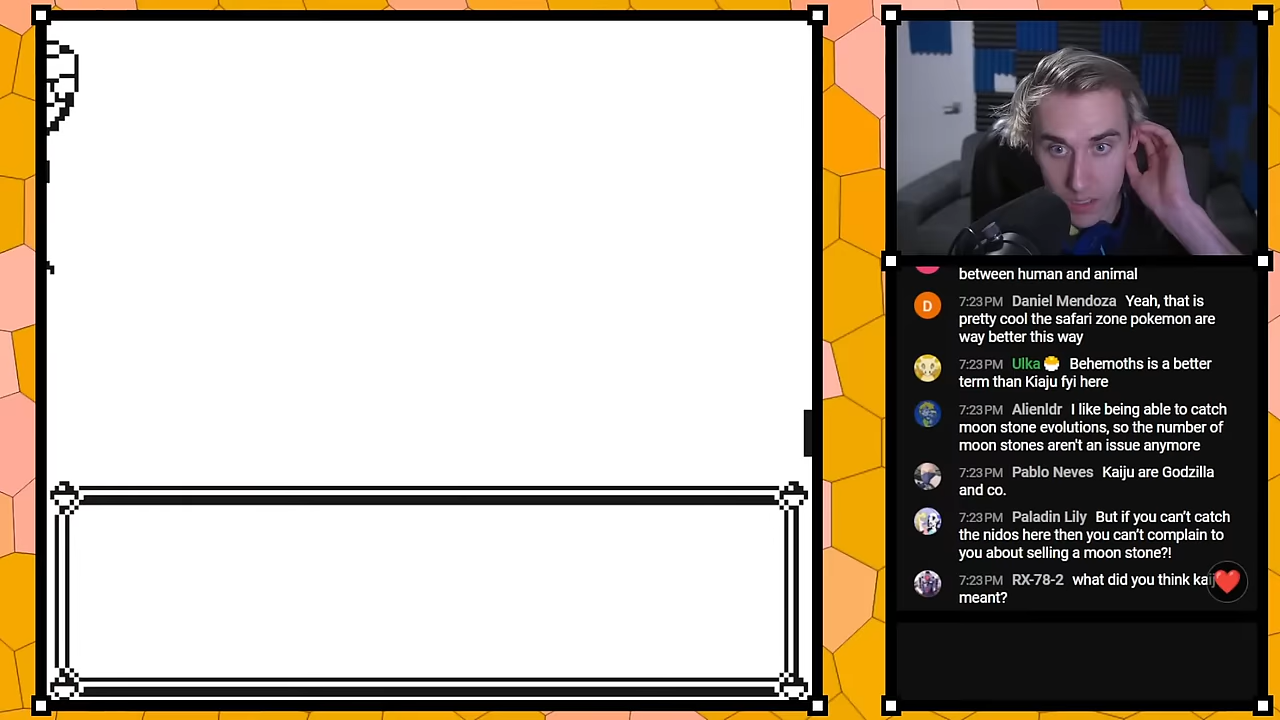 between human and animal
D
7:23 PM Daniel Mendoza Yeah, that is
pretty cool the safari zone pokemon are
way better this way
7:23 PM Ulka Behemoths is a better
term than Kiaju fyi here
7:23 PM Alienldr I like being able to catch
moon stone evolutions, so the number of
moon stones aren't an issue anymore
7:23 PM Pablo Neves Kaiju are Godzilla
and co.
7:23 PM Paladin Lily But if you can't catch
the nidos here then you can't complain to
you about selling a moon stone?!
7:23 PM RX-78-2 what did you think
meant?